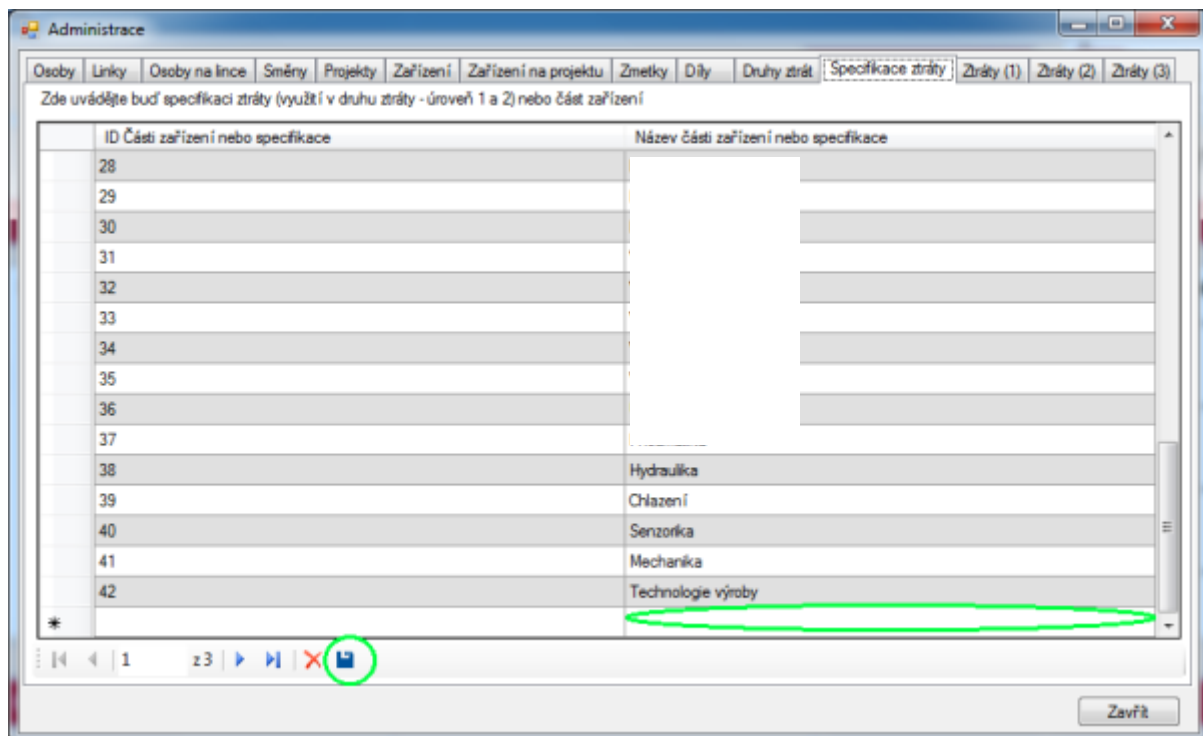 Administrace
Osoby Linky Osoby na lince Směny Projekty Zařízení Zařízení na projektu Zmetky Díly Druhy ztrát Specifikace ztráty Ztráty (1) Ztráty (2) Ztráty (3)
Zde uvádějte buď specifikaci ztráty (využití v druhu ztráty - úroveň 1 a 2) nebo část zařízení
ID Části zařízení nebo specifikace Název části zařízení nebo specifikace
28
29
30
31
32
33
34
35
36
37
38 Hydraulika
39 Chlazení
40 Senzorika
41 Mechanika
42 Technologie výroby
1 z 3
Zavřít